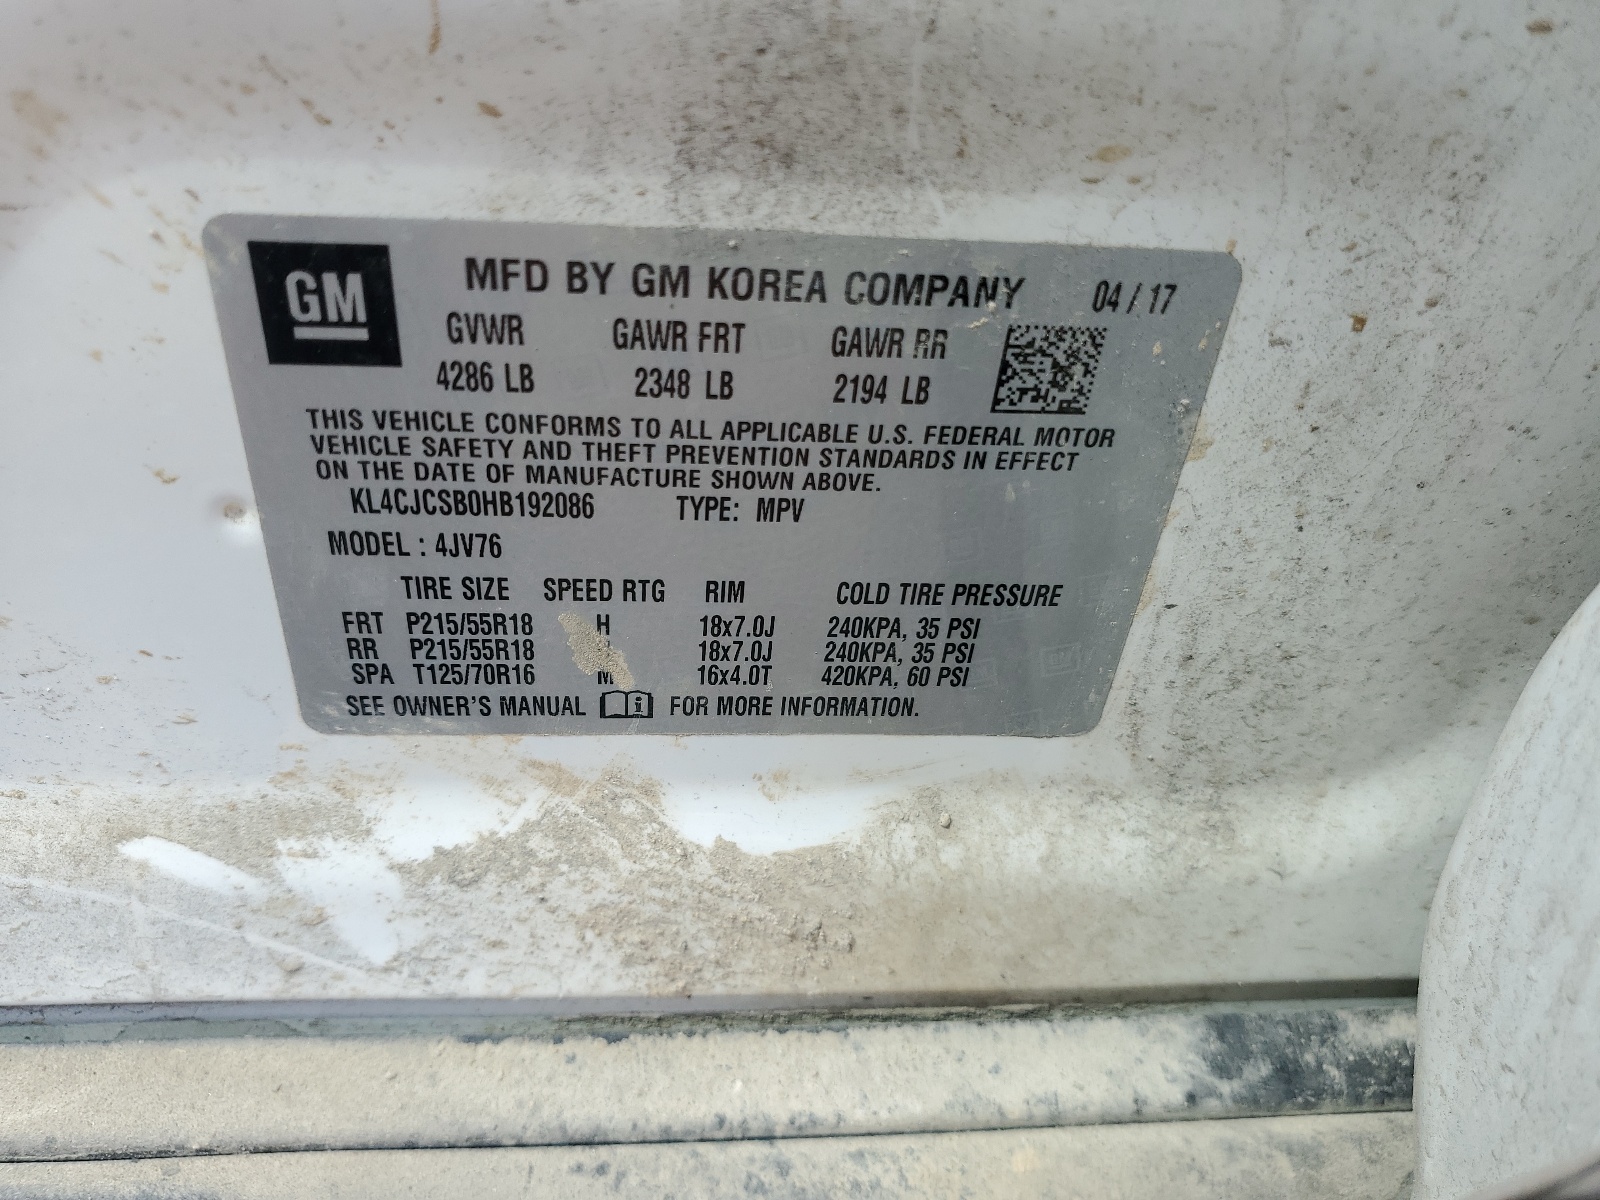 GM
MFD BY GM KOREA COMPANY 04 / 17
GVWR GAWR FRT GAWR RR
4286 LB 2348 LB 2194 LB
THIS VEHICLE CONFORMS TO ALL APPLICABLE U.S. FEDERAL MOTOR
VEHICLE SAFETY AND THEFT PREVENTION STANDARDS IN EFFECT
ON THE DATE OF MANUFACTURE SHOWN ABOVE.
KL4CJCSB0HB192086 TYPE: MPV
MODEL : 4JV76
TIRE SIZE SPEED RTG RIM COLD TIRE PRESSURE
FRT P215/55R18 H 18x7.0J 240KPA, 35 PSI
RR P215/55R18 18x7.0J 240KPA, 35 PSI
SPA T125/70R16 M 16x4.0T 420KPA, 60 PSI
SEE OWNER'S MANUAL i FOR MORE INFORMATION.